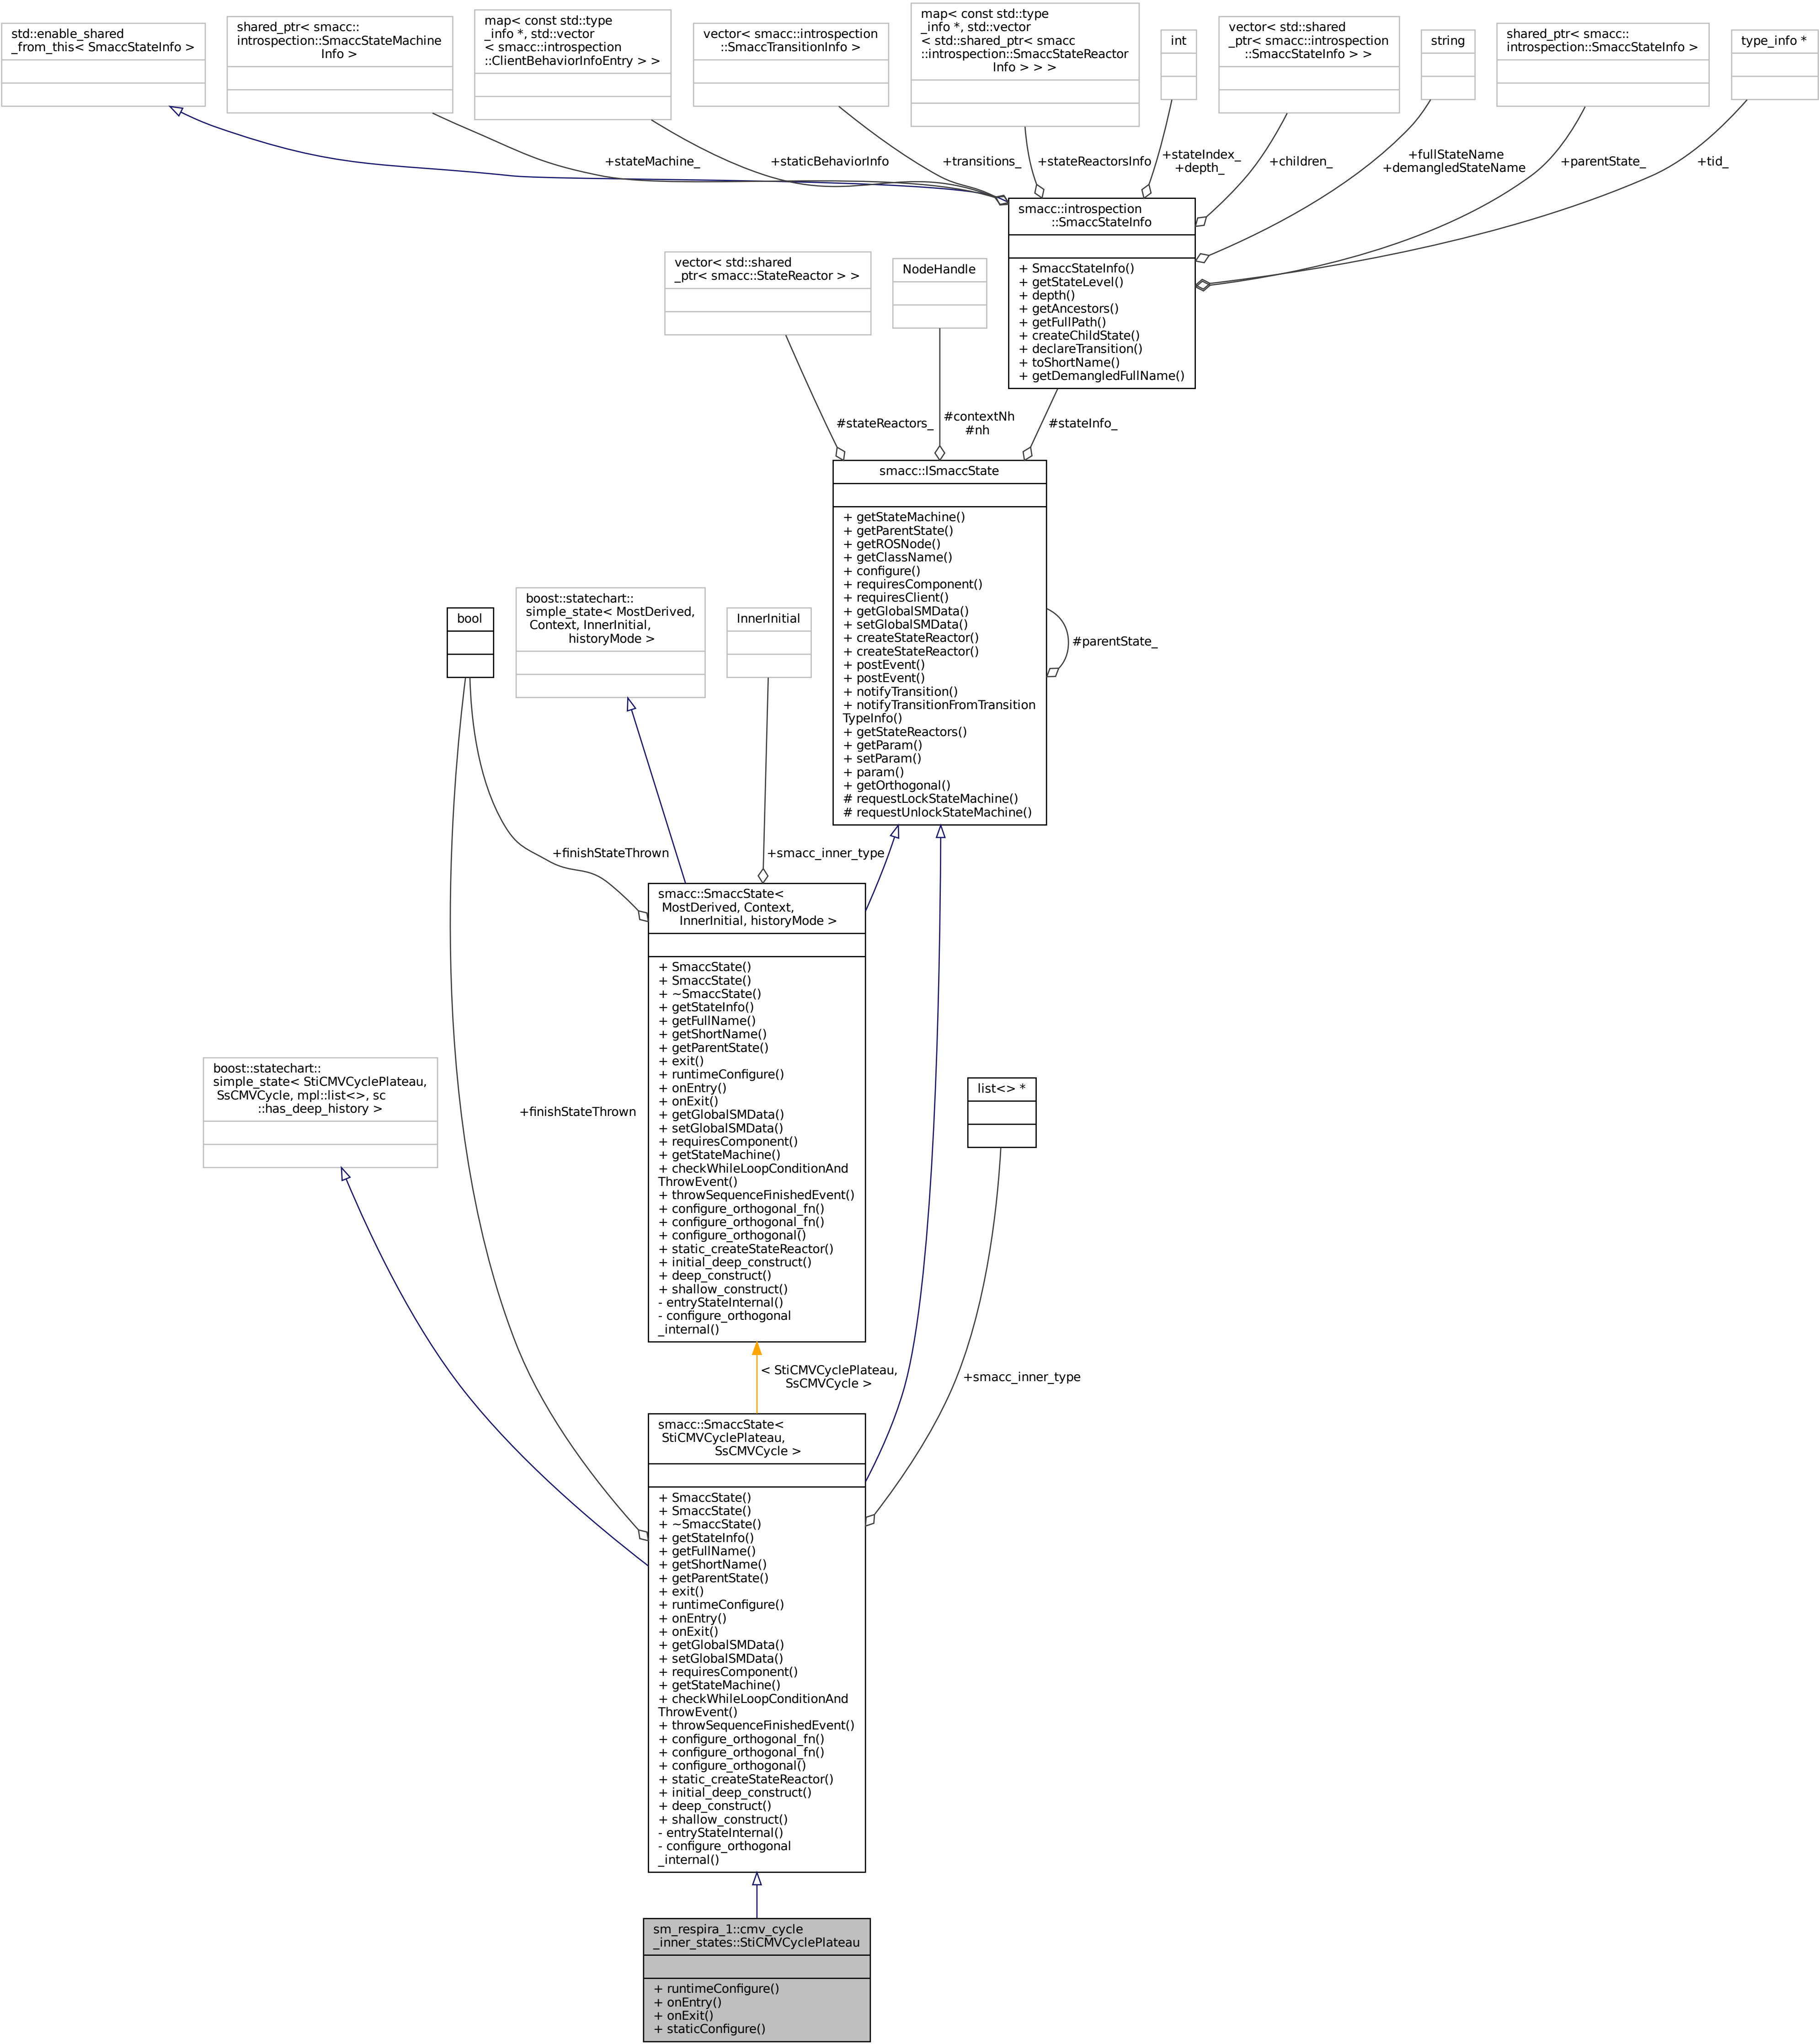 std::enable_shared
_from_this< SmaccStateInfo >
shared_ptr< smacc::
introspection::SmaccStateMachine
Info >
map< const std::type
_info *, std::vector
< smacc::introspection
::ClientBehaviorInfoEntry > >
vector< smacc::introspection
::SmaccTransitionInfo >
map< const std::type
_info *, std::vector
< std::shared_ptr< smacc
::introspection::SmaccStateReactor
Info > > >
int
vector< std::shared
_ptr< smacc::introspection
::SmaccStateInfo > >
string
shared_ptr< smacc::
introspection::SmaccStateInfo >
type_info *
+stateMachine_
+staticBehaviorInfo
+transitions_
+stateReactorsInfo
+stateIndex_
+depth_
+children_
+fullStateName
+demangledStateName
+parentState_
+tid_
smacc::introspection
::SmaccStateInfo
+ SmaccStateInfo()
+ getStateLevel()
+ depth()
+ getAncestors()
+ getFullPath()
+ createChildState()
+ declareTransition()
+ toShortName()
+ getDemangledFullName()
vector< std::shared
_ptr< smacc::StateReactor > >
NodeHandle
#stateReactors_
#contextNh
#nh
#stateInfo_
smacc::ISmaccState
+ getStateMachine()
+ getParentState()
+ getROSNode()
+ getClassName()
+ configure()
+ requiresComponent()
+ requiresClient()
+ getGlobalSMData()
+ setGlobalSMData()
+ createStateReactor()
+ createStateReactor()
+ postEvent()
+ postEvent()
+ notifyTransition()
+ notifyTransitionFromTransition
TypeInfo()
+ getStateReactors()
+ getParam()
+ setParam()
+ param()
+ getOrthogonal()
# requestLockStateMachine()
# requestUnlockStateMachine()
#parentState_
bool
boost::statechart::
simple_state< MostDerived,
Context, InnerInitial,
historyMode >
InnerInitial
+finishStateThrown
+smacc_inner_type
smacc::SmaccState<
MostDerived, Context,
InnerInitial, historyMode >
+ SmaccState()
+ SmaccState()
+ ~SmaccState()
+ getStateInfo()
+ getFullName()
+ getShortName()
+ getParentState()
+ exit()
+ runtimeConfigure()
+ onEntry()
+ onExit()
+ getGlobalSMData()
+ setGlobalSMData()
+ requiresComponent()
+ getStateMachine()
+ checkWhileLoopConditionAnd
ThrowEvent()
+ throwSequenceFinishedEvent()
+ configure_orthogonal_fn()
+ configure_orthogonal_fn()
+ configure_orthogonal()
+ static_createStateReactor()
+ initial_deep_construct()
+ deep_construct()
+ shallow_construct()
- entryStateInternal()
- configure_orthogonal
_internal()
boost::statechart::
simple_state< StiCMVCyclePlateau,
SsCMVCycle, mpl::list<>, sc
::has_deep_history >
+finishStateThrown
list<> *
< StiCMVCyclePlateau,
SsCMVCycle >
+smacc_inner_type
smacc::SmaccState<
StiCMVCyclePlateau,
SsCMVCycle >
+ SmaccState()
+ SmaccState()
+ ~SmaccState()
+ getStateInfo()
+ getFullName()
+ getShortName()
+ getParentState()
+ exit()
+ runtimeConfigure()
+ onEntry()
+ onExit()
+ getGlobalSMData()
+ setGlobalSMData()
+ requiresComponent()
+ getStateMachine()
+ checkWhileLoopConditionAnd
ThrowEvent()
+ throwSequenceFinishedEvent()
+ configure_orthogonal_fn()
+ configure_orthogonal_fn()
+ configure_orthogonal()
+ static_createStateReactor()
+ initial_deep_construct()
+ deep_construct()
+ shallow_construct()
- entryStateInternal()
- configure_orthogonal
_internal()
sm_respira_1::cmv_cycle
_inner_states::StiCMVCyclePlateau
+ runtimeConfigure()
+ onEntry()
+ onExit()
+ staticConfigure()